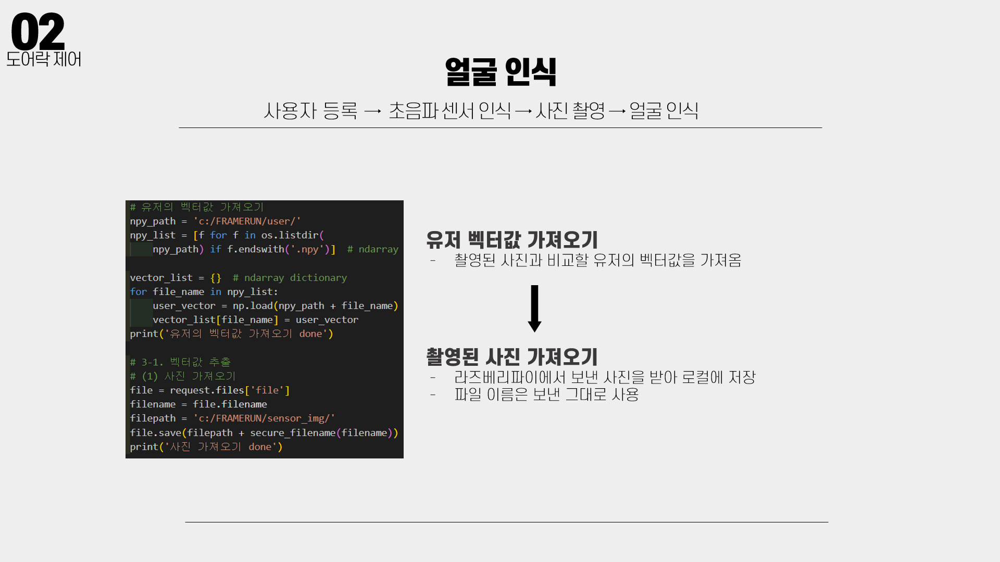 02
도어락 제어
얼굴 인식
사용자 등록 → 초음파 센서 인식 → 사진 촬영 → 얼굴 인식
# 유저의 벡터값 가져오기
npy_path = 'c:/FRAMERUN/user/'
npy_list = [f for f in os.listdir(
    npy_path) if f.endswith('.npy')]  # ndarray
vector_list = {}  # ndarray dictionary
for file_name in npy_list:
    user_vector = np.load(npy_path + file_name)
    vector_list[file_name] = user_vector
print('유저의 벡터값 가져오기 done')
# 3-1. 벡터값 추출
# (1) 사진 가져오기
file = request.files['file']
filename = file.filename
filepath = 'c:/FRAMERUN/sensor_img/'
file.save(filepath + secure_filename(filename))
print('사진 가져오기 done')
유저 벡터값 가져오기
- 촬영된 사진과 비교할 유저의 벡터값을 가져옴
촬영된 사진 가져오기
- 라즈베리파이에서 보낸 사진을 받아 로컬에 저장
- 파일 이름은 보낸 그대로 사용